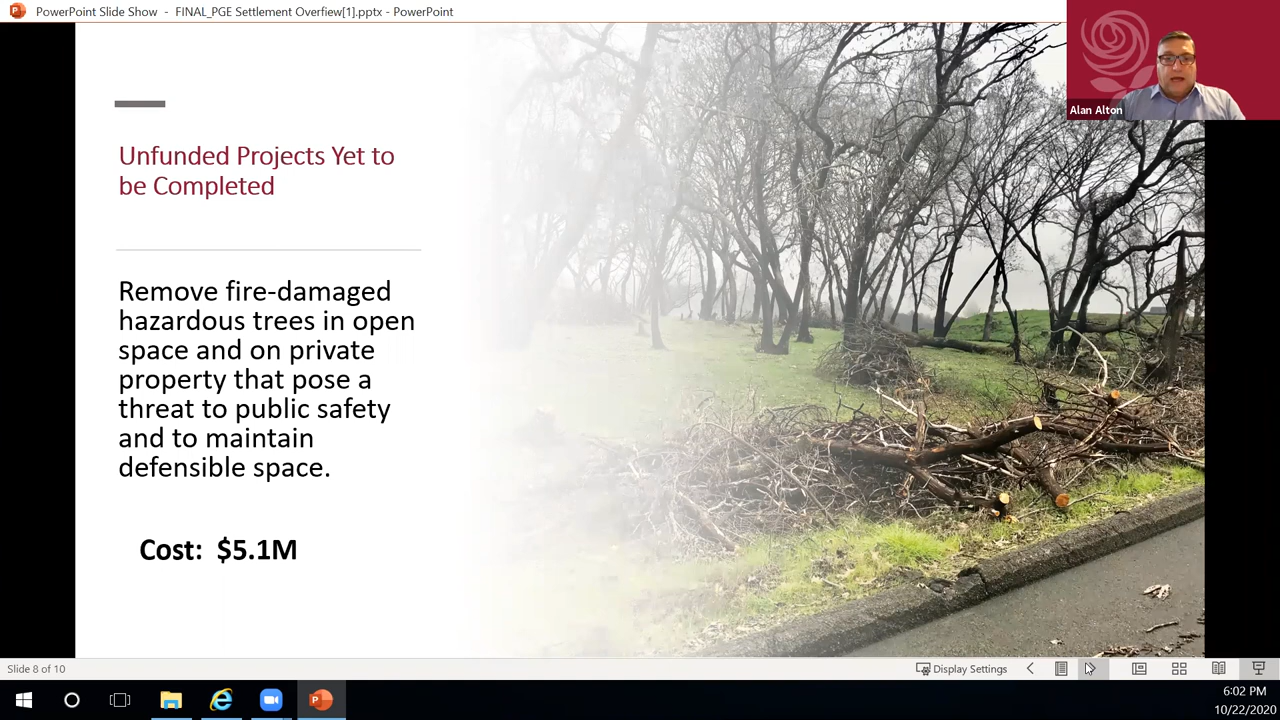 PowerPoint Slide Show - FINAL_PGE Settlement Overfiew[1].pptx - PowerPoint
Alan Alton
Unfunded Projects Yet to
be Completed
Remove fire-damaged
hazardous trees in open
space and on private
property that pose a
threat to public safety
and to maintain
defensible space.
Cost: $5.1M
Slide 8 of 10
Display Settings
6:02 PM
10/22/2020